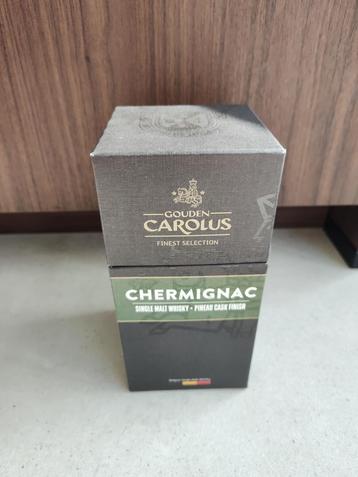 GOUDEN
CAROLUS
FINEST SELECTION
CHERMIGNAC
SINGLE MALT WHISKY • PINEAU CASK FINISH